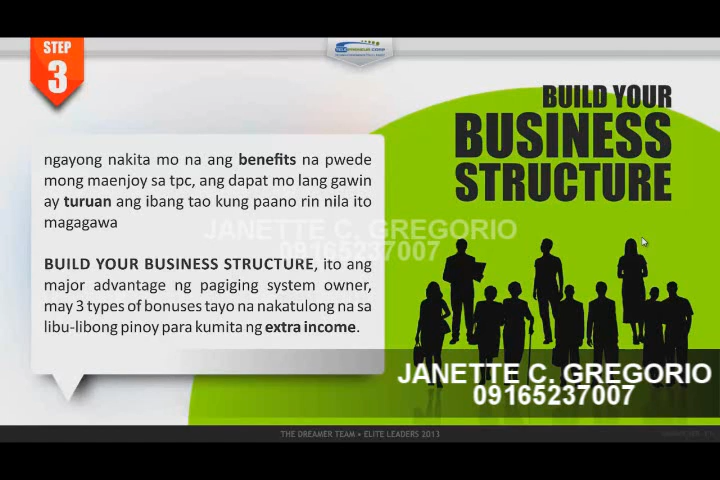 STEP
3
BUILD YOUR
BUSINESS
STRUCTURE
ngayong nakita mo na ang benefits na pwede
mong maenjoy sa tpc, ang dapat mo lang gawin
ay turuan ang ibang tao kung paano rin nila ito
magagawa
JANETTE C. GREGORIO
09165237007
BUILD YOUR BUSINESS STRUCTURE, ito ang
major advantage ng pagiging system owner,
may 3 types of bonuses tayo na nakatulong na sa
libu-libong pinoy para kumita ng extra income.
JANETTE C. GREGORIO
09165237007
THE DREAMER TEAM • ELITE LEADERS 2013